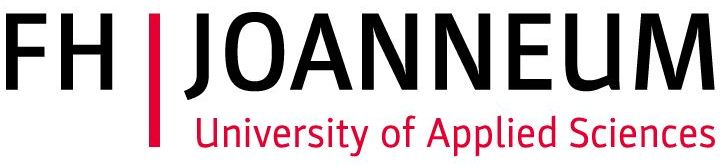 FH JOANNEUM
University of Applied Sciences